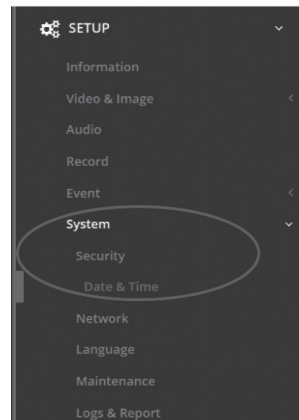 SETUP
Information
Video & Image
Audio
Record
Event
System
Security
Date & Time
Network
Language
Maintenance
Logs & Report